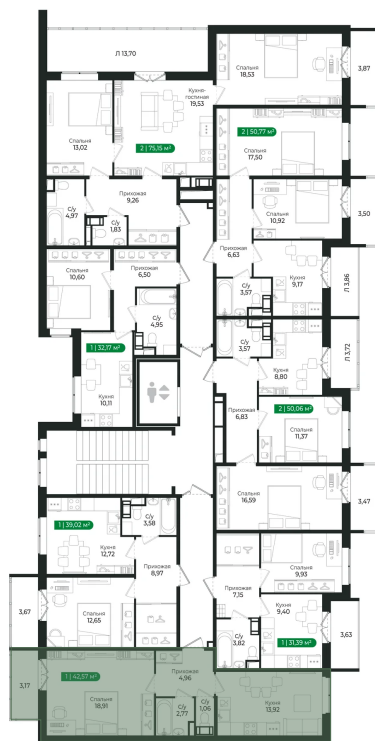 Л 13,70
Спальня
18,53
3,87
Кухня-
гостиная
19,53
Спальня
13,02
2 | 75,15 м²
2 | 50,77 м²
Спальня
17,50
Прихожая
9,26
С/у
4,97
С/у
1,83
Спальня
10,92
3,50
6,63
Спальня
10,60
Прихожая
6,50
С/у
3,57
Кухня
9,17
Л 3,86
С/у
4,95
1 | 32,17 м²
С/у
3,57
Кухня
8,80
Л 3,72
Кухня
10,11
2 | 50,06 м²
6,83
Спальня
11,37
Спальня
16,59
3,47
1 | 39,02 м²
С/у
3,58
Кухня
12,72
Прихожая
8,97
Спальня
9,93
Прихожая
7,15
3,67
Спальня
12,65
Кухня
9,40
С/у
3,82
1 | 31,39 м²
3,63
1 | 42,57 м²
4,96
3,17
Спальня
18,91
С/у
2,77
С/у
1,06
Кухня
13,92